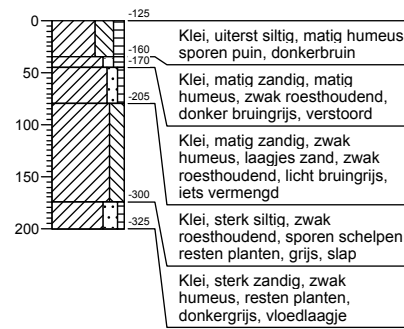 0
50
100
150
200
-125
-160
-170
-205
-300
-325
Klei, uiterst siltig, matig humeus
sporen puin, donkerbruin
Klei, matig zandig, matig
humeus, zwak roesthoudend,
donker bruingrijs, verstoord
Klei, matig zandig, zwak
humeus, laagjes zand, zwak
roesthoudend, licht bruingrijs,
iets vermengd
Klei, sterk siltig, zwak
roesthoudend, sporen schelpen
resten planten, grijs, slap
Klei, sterk zandig, zwak
humeus, resten planten,
donkergrijs, vloedlaagje